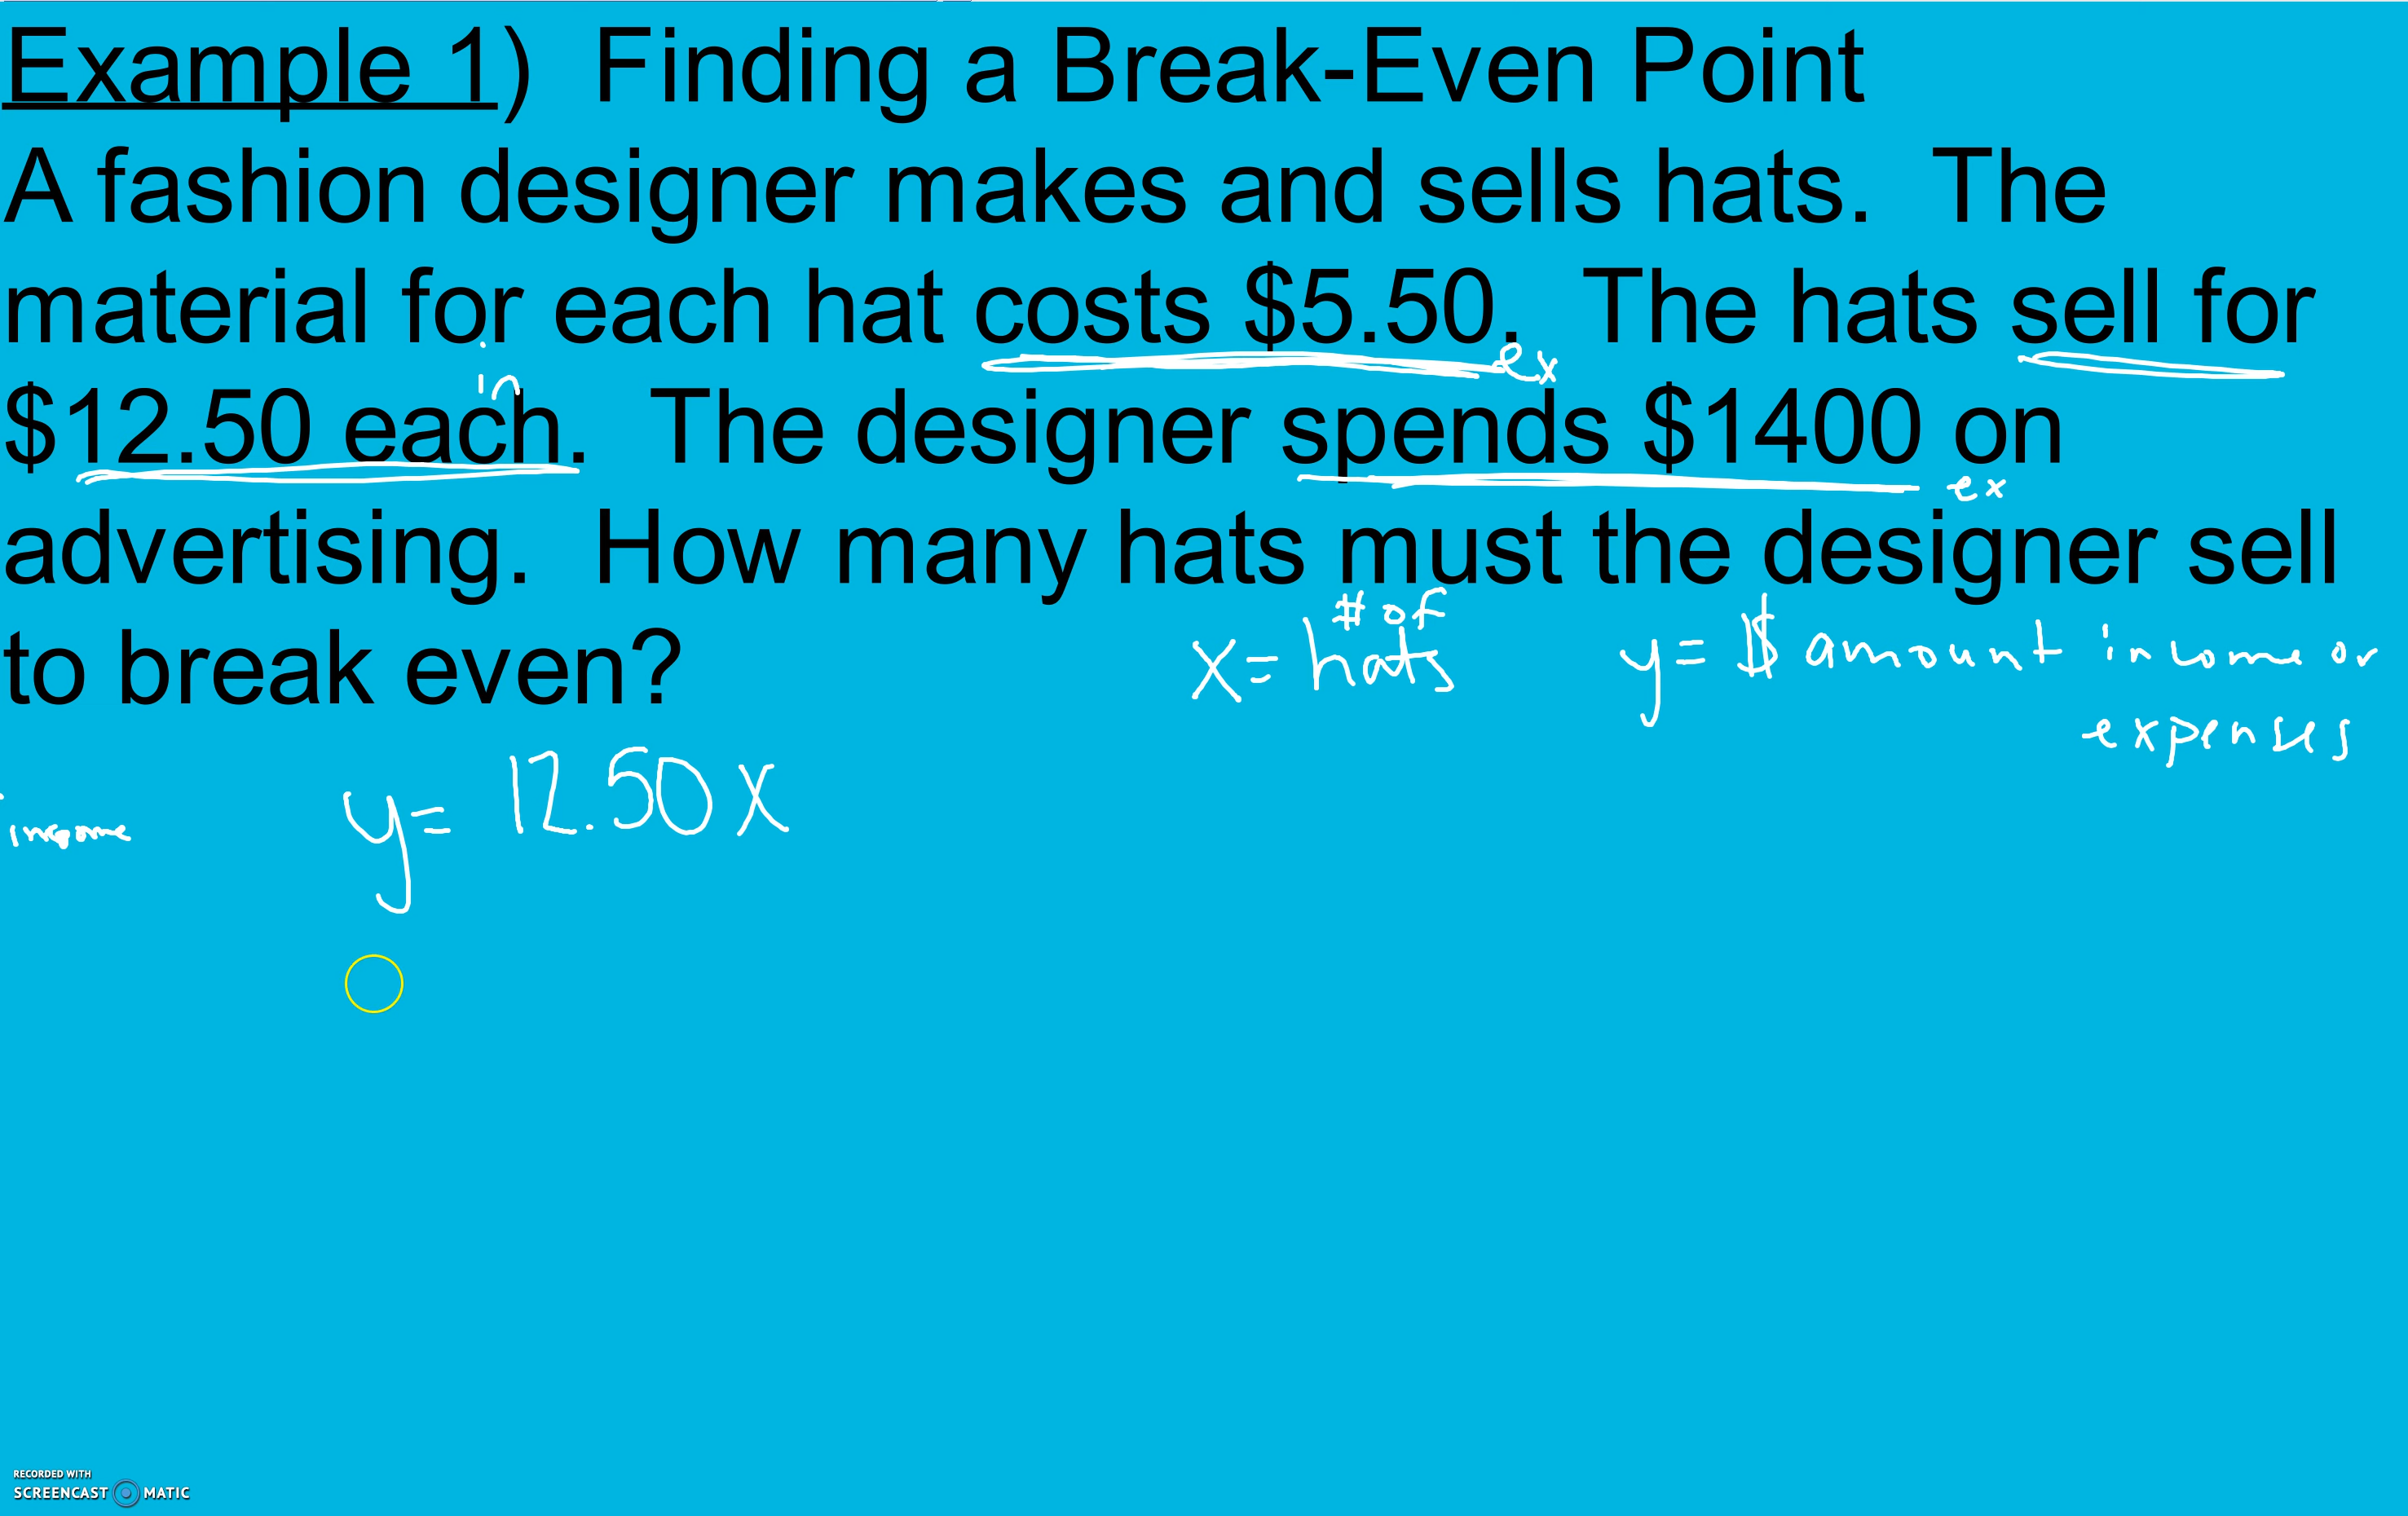 Example 1) Finding a Break-Even Point
A fashion designer makes and sells hats. The
material for each hat costs $5.50. The hats sell for
ex
in
$12.50 each. The designer spends $1400 on
ex
advertising. How many hats must the designer sell
to break even?
# of
x = hats
y = $ amount income or
expenses
income
y = 12.50x
RECORDED WITH
SCREENCAST MATIC